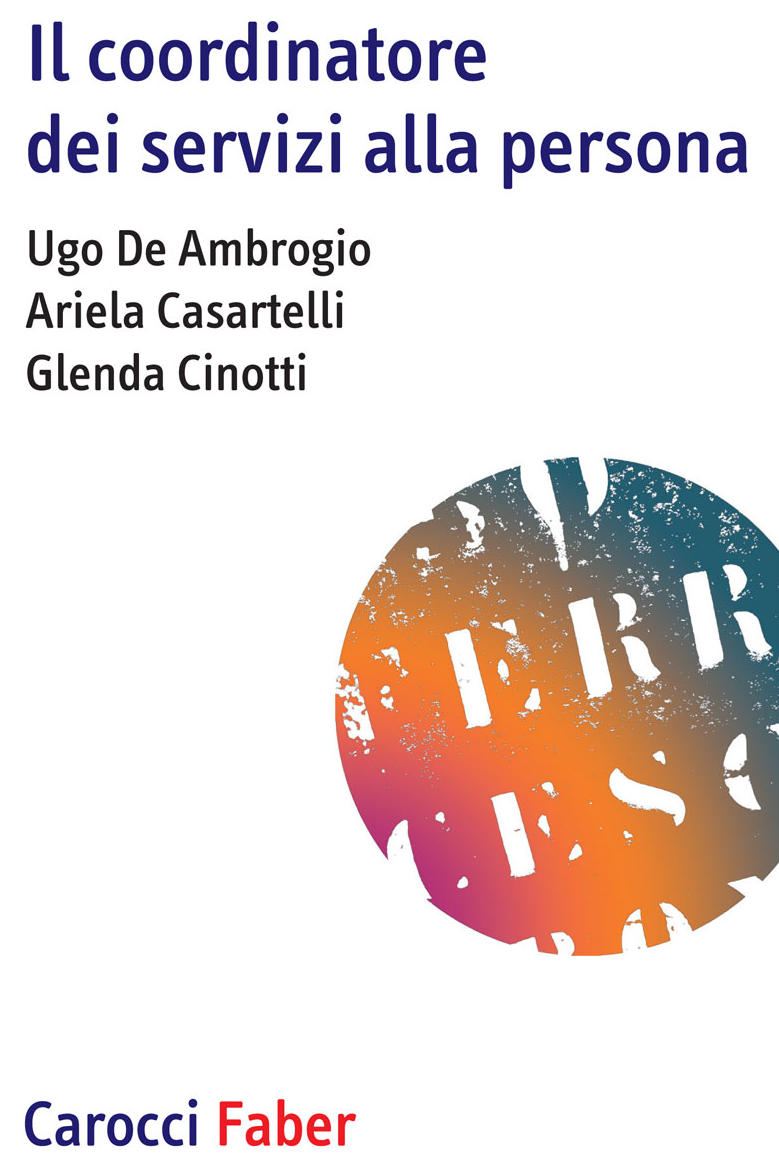 Il coordinatore
dei servizi alla persona
Ugo De Ambrogio
Ariela Casartelli
Glenda Cinotti
Carocci Faber